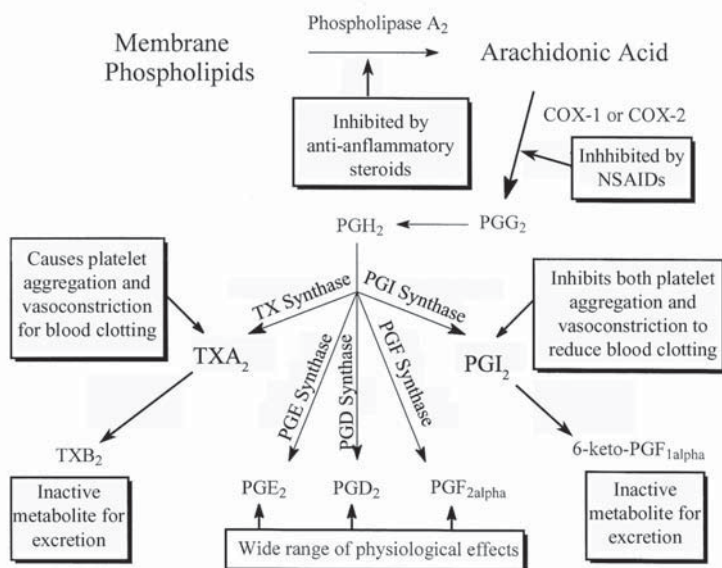 Membrane
Phospholipids
Phospholipase A₂
Arachidonic Acid
Inhibited by
anti-anflammatory
steroids
COX-1 or COX-2
Inhhibited by
NSAIDs
PGH₂
PGG₂
Causes platelet
aggregation and
vasoconstriction
for blood clotting
TX Synthase
PGI Synthase
Inhibits both platelet
aggregation and
vasoconstriction to
reduce blood clotting
TXA₂
PGE Synthase
PGD Synthase
PGF Synthase
PGI₂
TXB₂
6-keto-PGF₁alpha
Inactive
metabolite for
excretion
PGE₂
PGD₂
PGF₂alpha
Inactive
metabolite for
excretion
Wide range of physiological effects